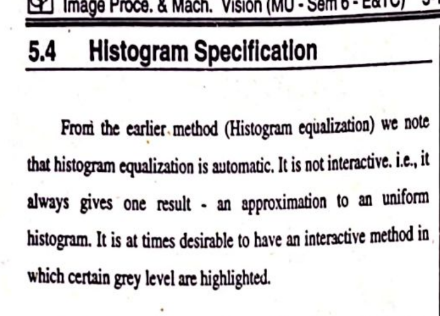 Image Proce. & Mach. Vision (MU - Sem 6 - E&TC)
5.4 Histogram Specification
From the earlier method (Histogram equalization) we note
that histogram equalization is automatic. It is not interactive. i.e., it
always gives one result - an approximation to an uniform
histogram. It is at times desirable to have an interactive method in
which certain grey level are highlighted.